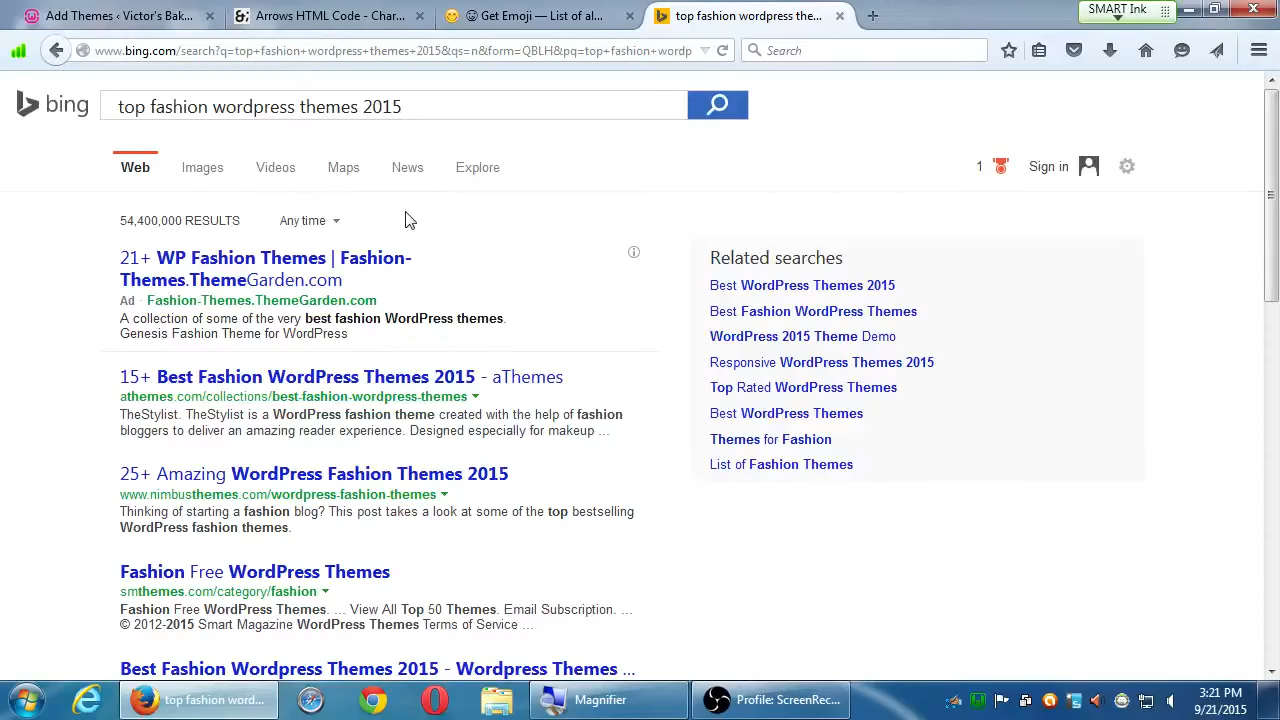 Add Themes ‹ Victor's Bak...
Arrows HTML Code - Char...
Get Emoji — list of al...
top fashion wordpress the...
SMART Ink
www.bing.com/search?q=top+fashion+wordpress+themes+2015&qs=n&form=QBLH&pq=top+fashion+wordp
Search
bing
top fashion wordpress themes 2015
Web
Images
Videos
Maps
News
Explore
1
Sign in
54,400,000 RESULTS
Any time
21+ WP Fashion Themes | Fashion-
Themes.ThemeGarden.com
Ad · Fashion-Themes.ThemeGarden.com
A collection of some of the very best fashion WordPress themes.
Genesis Fashion Theme for WordPress
15+ Best Fashion WordPress Themes 2015 - aThemes
athemes.com/collections/best-fashion-wordpress-themes
TheStylist. TheStylist is a WordPress fashion theme created with the help of fashion
bloggers to deliver an amazing reader experience. Designed especially for makeup ...
25+ Amazing WordPress Fashion Themes 2015
www.nimbusthemes.com/wordpress-fashion-themes
Thinking of starting a fashion blog? This post takes a look at some of the top bestselling
WordPress fashion themes.
Fashion Free WordPress Themes
smthemes.com/category/fashion
Fashion Free WordPress Themes. ... View All Top 50 Themes. Email Subscription. ...
© 2012-2015 Smart Magazine WordPress Themes Terms of Service ...
Best Fashion Wordpress Themes 2015 - Wordpress Themes ...
Related searches
Best WordPress Themes 2015
Best Fashion WordPress Themes
WordPress 2015 Theme Demo
Responsive WordPress Themes 2015
Top Rated WordPress Themes
Best WordPress Themes
Themes for Fashion
List of Fashion Themes
top fashion word...
Magnifier
Profile: ScreenRec...
3:21 PM
9/21/2015